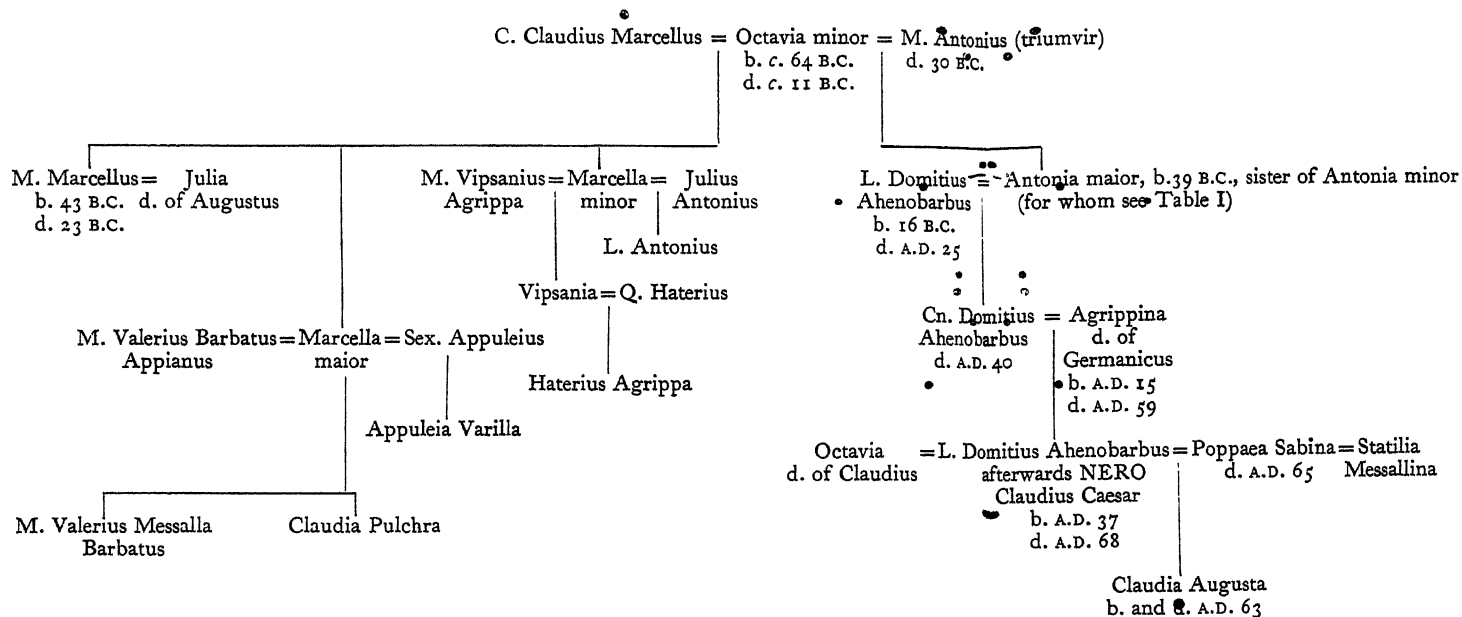 C. Claudius Marcellus = Octavia minor = M. Antonius (triumvir)
b. c. 64 B.C.
d. c. 11 B.C.
d. 30 B.C.
M. Marcellus = Julia
b. 43 B.C. d. of Augustus
d. 23 B.C.
M. Vipsanius = Marcella = Julius
Agrippa minor Antonius
L. Antonius
L. Domitius = Antonia maior, b. 39 B.C., sister of Antonia minor
Ahenobarbus (for whom see Table I)
b. 16 B.C.
d. A.D. 25
Vipsania = Q. Haterius
Haterius Agrippa
M. Valerius Barbatus = Marcella = Sex. Appuleius
Appianus maior
Appuleia Varilla
M. Valerius Messalla Claudia Pulchra
Barbatus
Cn. Domitius = Agrippina
Ahenobarbus d. of
d. A.D. 40 Germanicus
b. A.D. 15
d. A.D. 59
Octavia = L. Domitius Ahenobarbus = Poppaea Sabina = Statilia
d. of Claudius afterwards NERO d. A.D. 65 Messallina
Claudius Caesar
b. A.D. 37
d. A.D. 68
Claudia Augusta
b. and d. A.D. 63